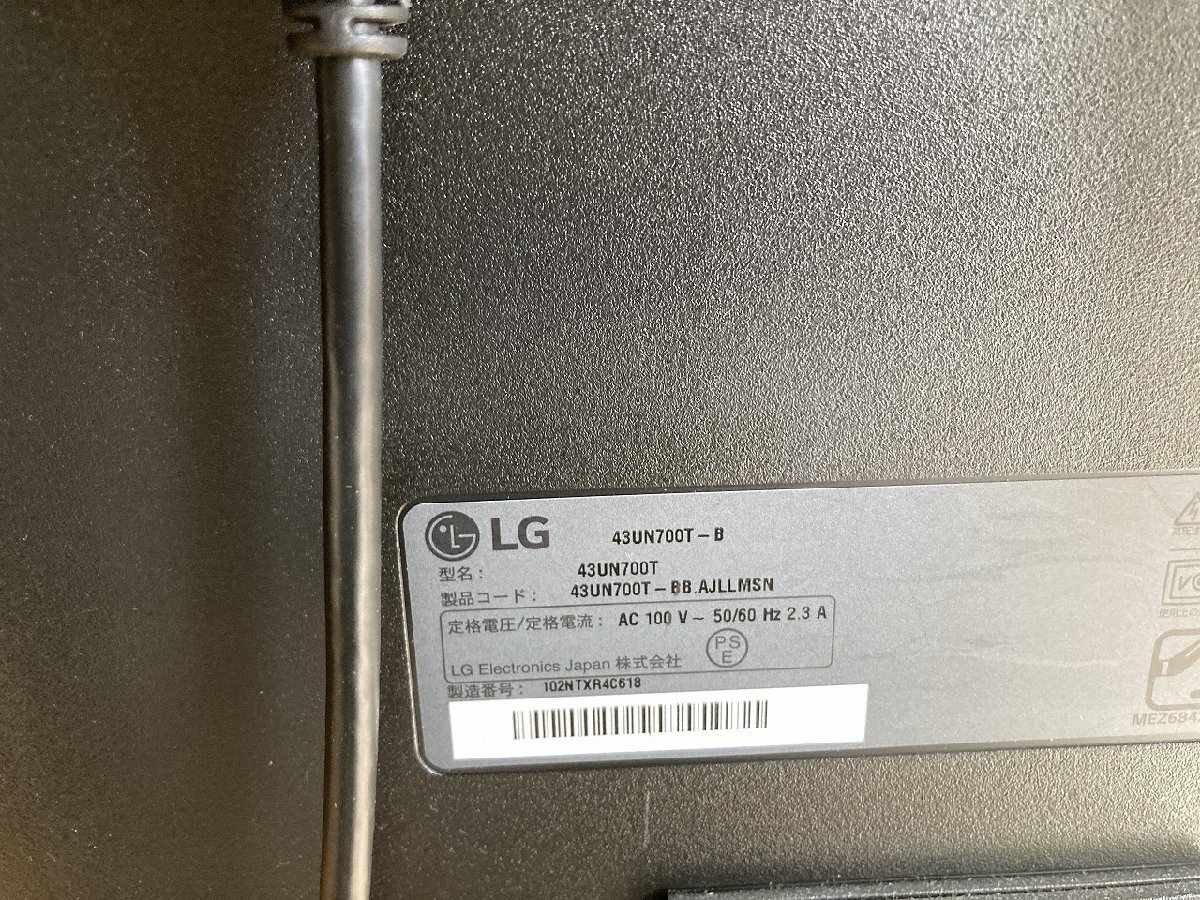 LG 43UN700T-B
型名: 43UN700T
製品コード: 43UN700T-BB.AJLLMSN
定格電圧/定格電流: AC 100 V ~ 50/60 Hz 2.3 A
PS
E
LG Electronics Japan 株式会社
製造番号: 102NTXR4C618
MEZ684